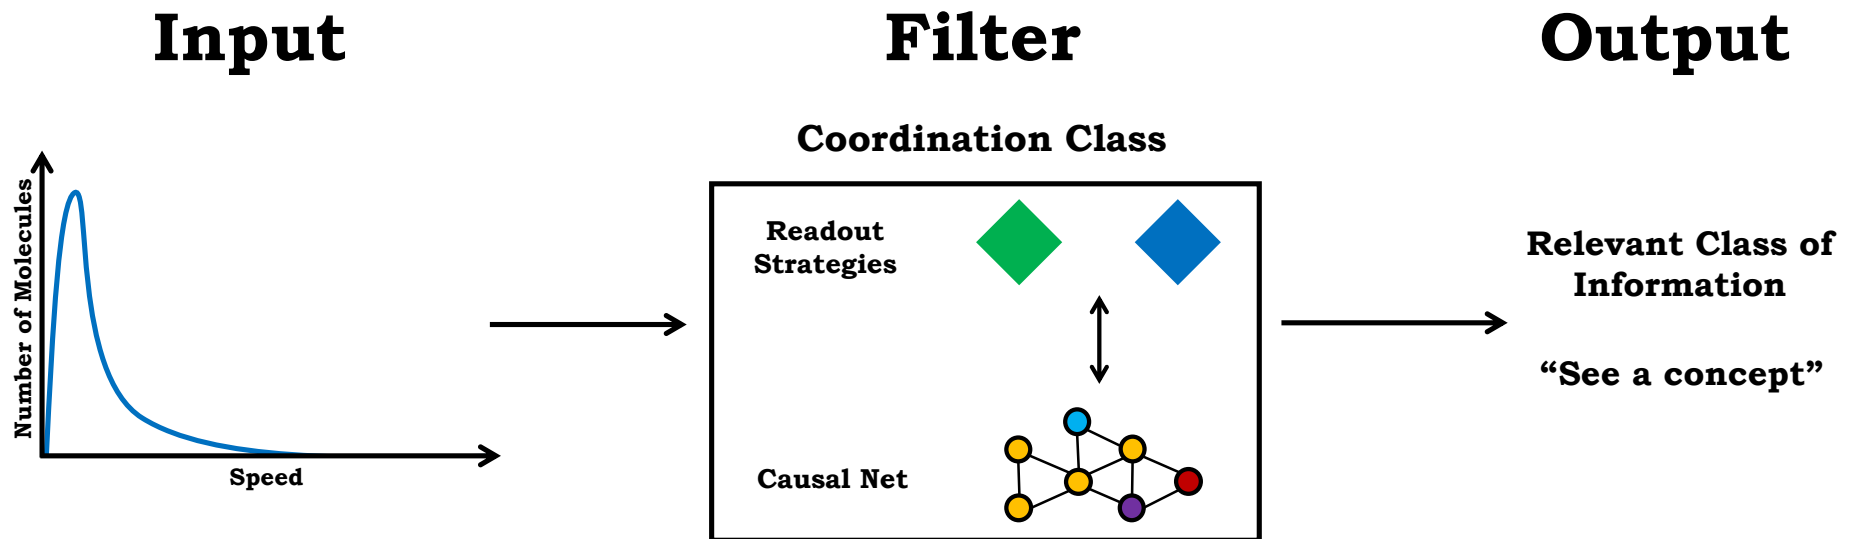 Input
Filter
Output
Coordination Class
Number of Molecules
Speed
Readout
Strategies
Causal Net
Relevant Class of
Information
“See a concept”